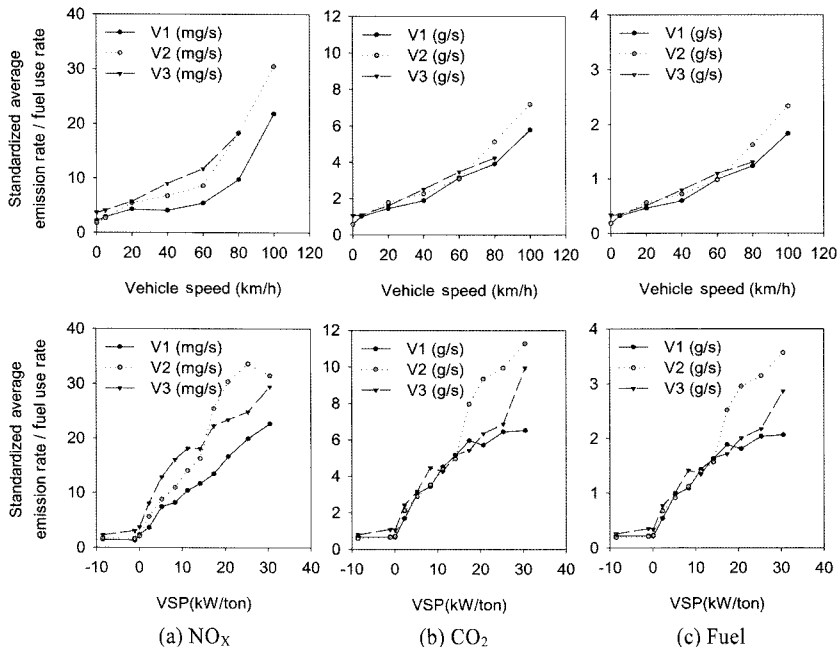 Standardized average
emission rate / fuel use rate
40
30
20
10
0
V1 (mg/s)
V2 (mg/s)
V3 (mg/s)
0 20 40 60 80 100 120
Vehicle speed (km/h)
12
10
8
6
4
2
0
V1 (g/s)
V2 (g/s)
V3 (g/s)
0 20 40 60 80 100 120
Vehicle speed (km/h)
4
3
2
1
0
V1 (g/s)
V2 (g/s)
V3 (g/s)
0 20 40 60 80 100 120
Vehicle speed (km/h)
Standardized average
emission rate / fuel use rate
40
30
20
10
0
V1 (mg/s)
V2 (mg/s)
V3 (mg/s)
-10 0 10 20 30 40
VSP(kW/ton)
(a) NOX
12
10
8
6
4
2
0
V1 (g/s)
V2 (g/s)
V3 (g/s)
-10 0 10 20 30 40
VSP(kW/ton)
(b) CO2
4
3
2
1
0
V1 (g/s)
V2 (g/s)
V3 (g/s)
-10 0 10 20 30 40
VSP(kW/ton)
(c) Fuel